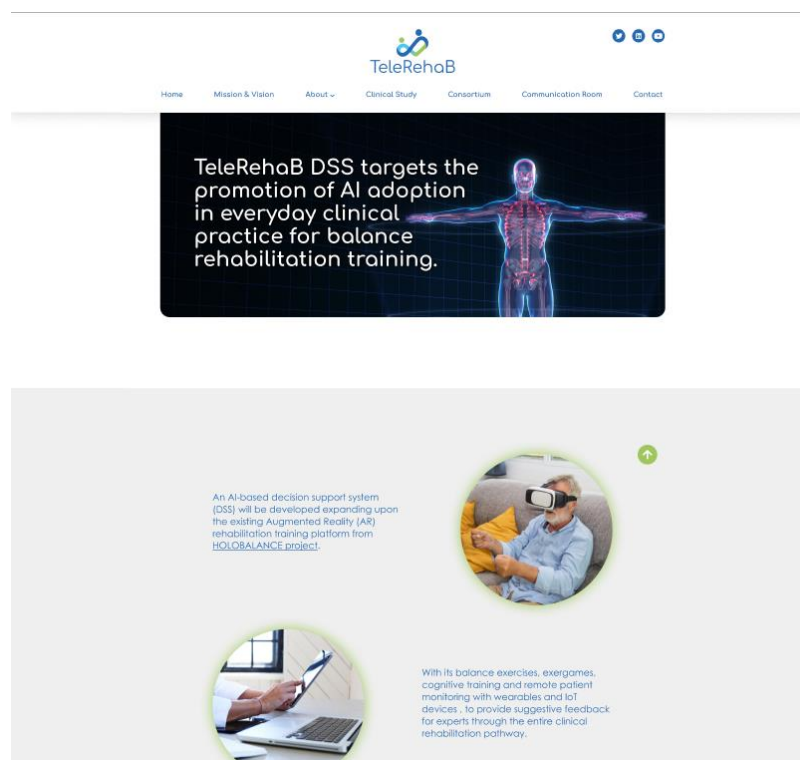 TeleRehaB
Home Mission & Vision About Clinical Study Consortium Communication Room Contact
TeleRehaB DSS targets the
promotion of AI adoption
in everyday clinical
practice for balance
rehabilitation training.
An AI-based decision support system
(DSS) will be developed expanding upon
the existing Augmented Reality (AR)
rehabilitation training platform from
HOLOBALANCE project.
With its balance exercises, exergames,
cognitive training and remote patient
monitoring with wearables and IoT
devices , to provide suggestive feedback
for experts through the entire clinical
rehabilitation pathway.